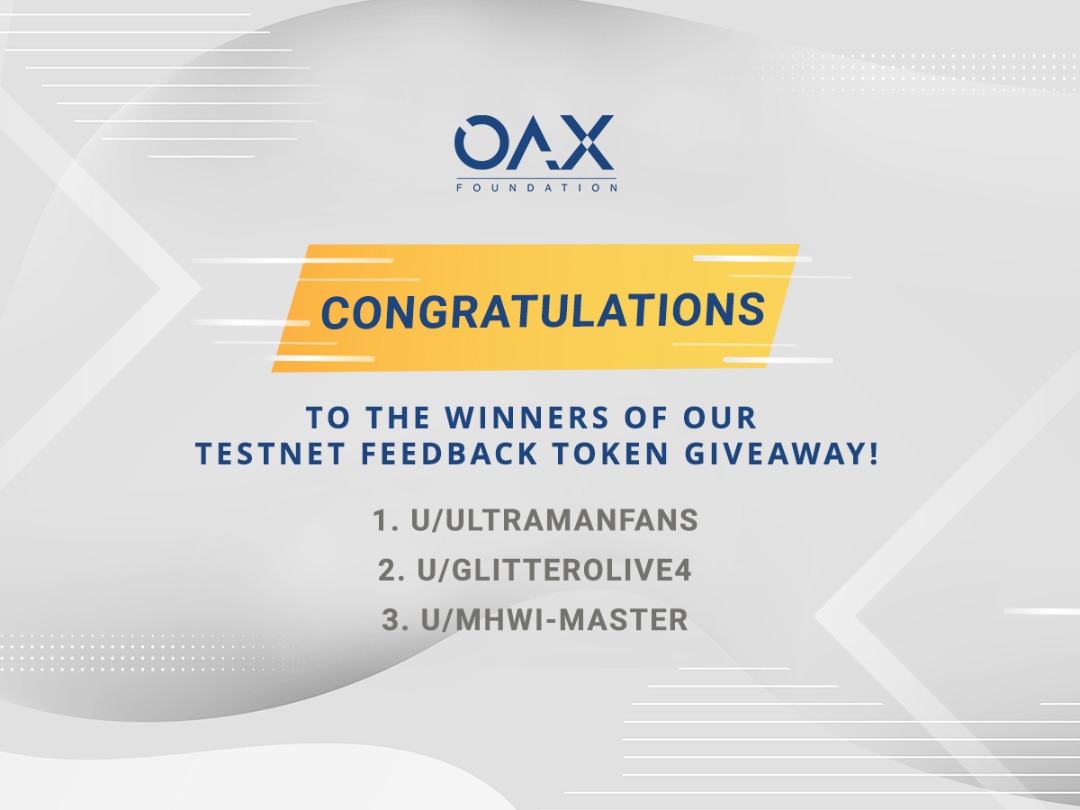 OAX
FOUNDATION
CONGRATULATIONS
TO THE WINNERS OF OUR
TESTNET FEEDBACK TOKEN GIVEAWAY!
1. U/ULTRAMANFANS
2. U/GLITTEROLIVE4
3. U/MHWI-MASTER